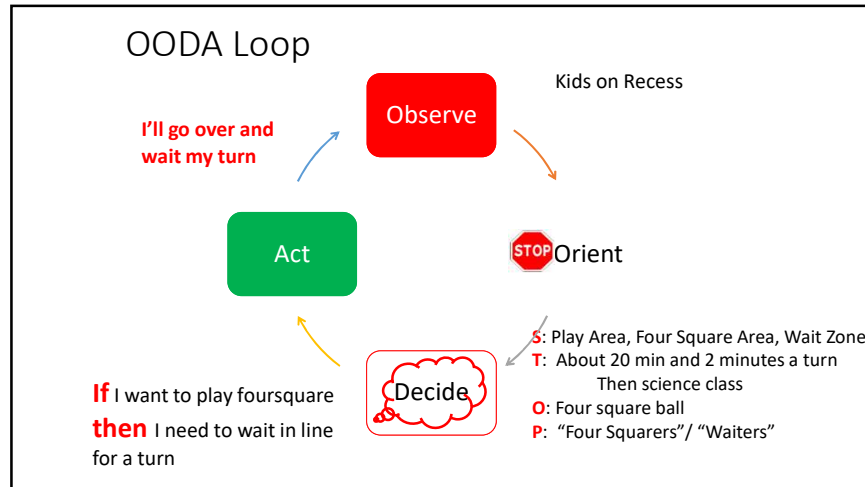 OODA Loop
Observe
Kids on Recess
I'll go over and
wait my turn
Act
STOP
Orient
S: Play Area, Four Square Area, Wait Zone
T: About 20 min and 2 minutes a turn
Then science class
O: Four square ball
P: “Four Squarers”/ “Waiters”
Decide
If I want to play foursquare
then I need to wait in line
for a turn